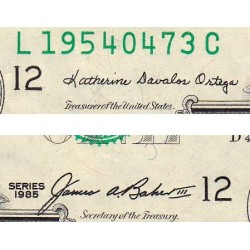 L19540473C
12
Katherine Davalos Ortega
Treasurer of the United States.
SERIES
1985
James A Baker III
12
Secretary of the Treasury.